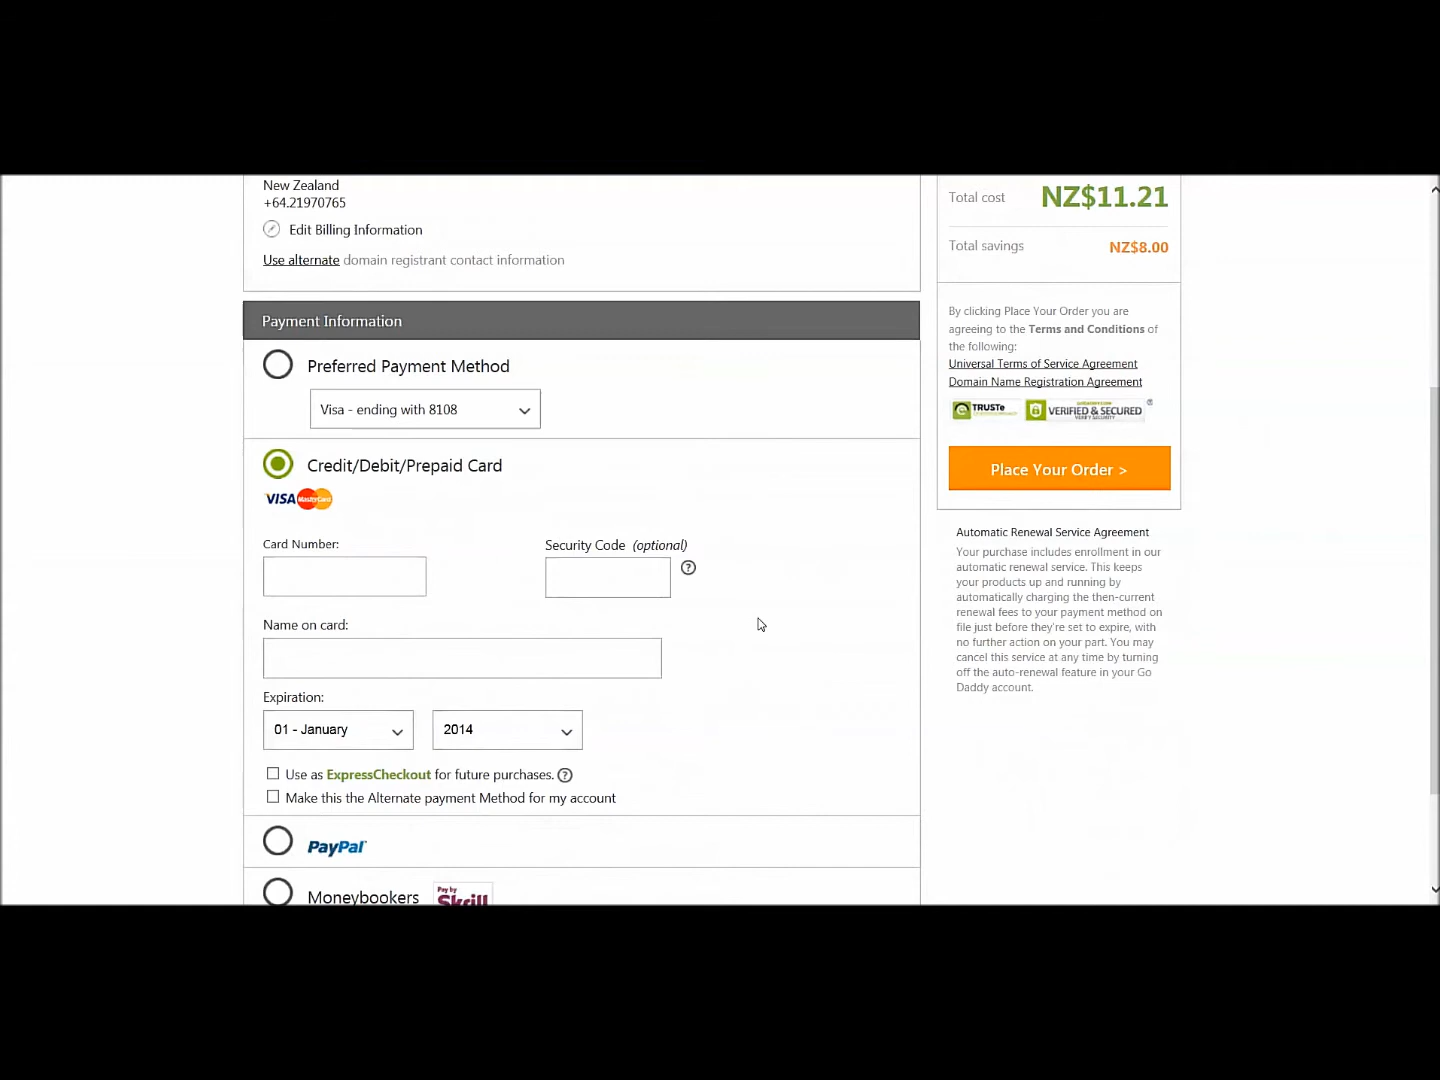 New Zealand
+64.21970765
Edit Billing Information
Use alternate domain registrant contact information
Payment Information
Preferred Payment Method
Visa - ending with 8108
Credit/Debit/Prepaid Card
VISA MasterCard
Card Number:
Security Code (optional)
?
Name on card:
Expiration:
01 - January
2014
Use as ExpressCheckout for future purchases. ?
Make this the Alternate payment Method for my account
PayPal
Moneybookers
Pay by
Skrill
Total cost
NZ$11.21
Total savings
NZ$8.00
By clicking Place Your Order you are
agreeing to the Terms and Conditions of
the following:
Universal Terms of Service Agreement
Domain Name Registration Agreement
TRUSTe
VERIFIED & SECURED
VERIFY SECURITY
Place Your Order >
Automatic Renewal Service Agreement
Your purchase includes enrollment in our
automatic renewal service. This keeps
your products up and running by
automatically charging the then-current
renewal fees to your payment method on
file just before they're set to expire, with
no further action on your part. You may
cancel this service at any time by turning
off the auto-renewal feature in your Go
Daddy account.